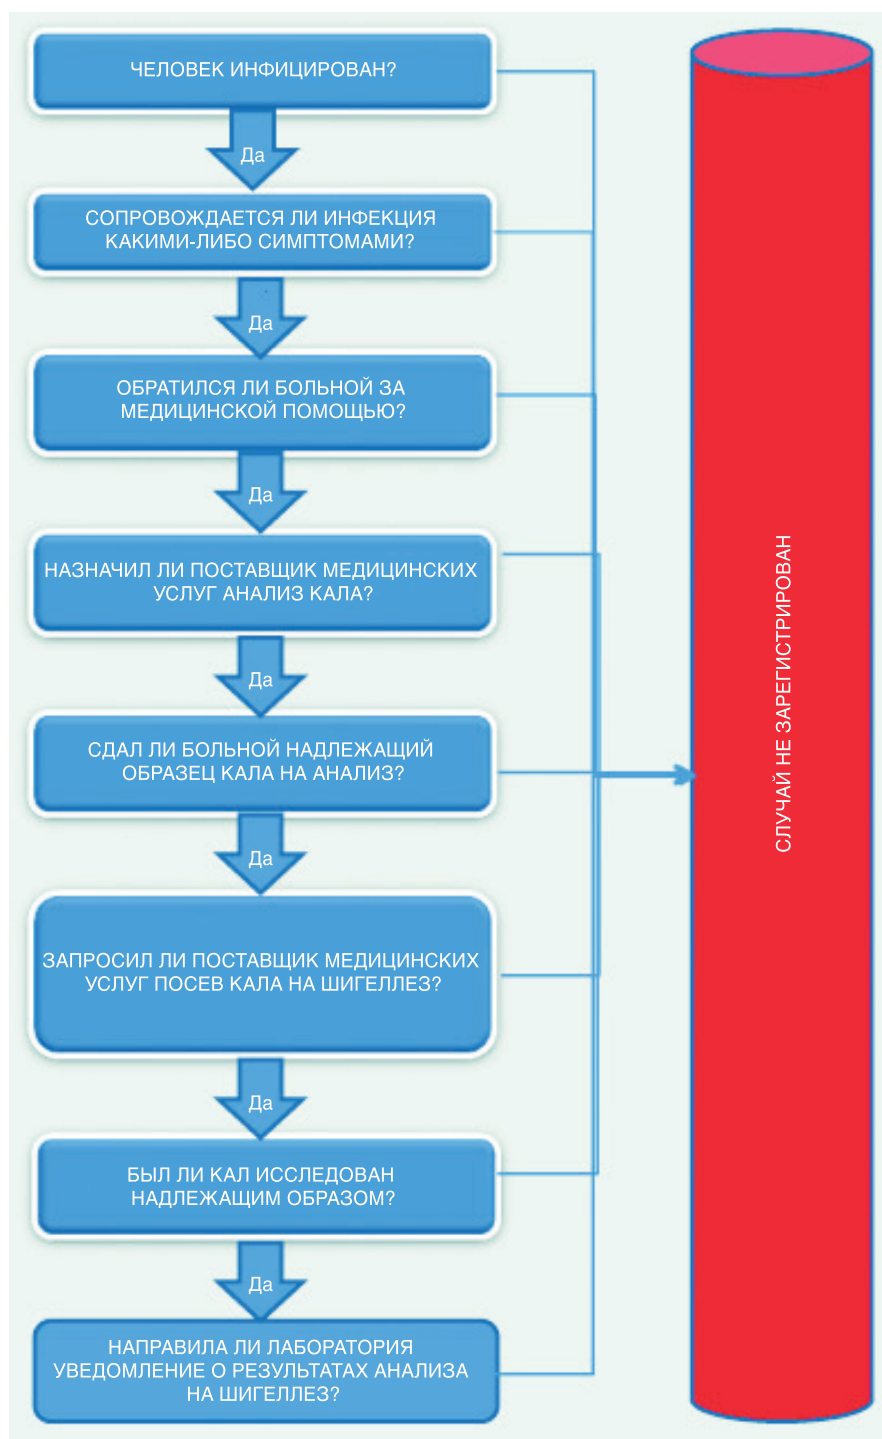 ЧЕЛОВЕК ИНФИЦИРОВАН?
Да
СОПРОВОЖДАЕТСЯ ЛИ ИНФЕКЦИЯ
КАКИМИ-ЛИБО СИМПТОМАМИ?
Да
ОБРАТИЛСЯ ЛИ БОЛЬНОЙ ЗА
МЕДИЦИНСКОЙ ПОМОЩЬЮ?
Да
НАЗНАЧИЛ ЛИ ПОСТАВЩИК МЕДИЦИНСКИХ
УСЛУГ АНАЛИЗ КАЛА?
Да
СДАЛ ЛИ БОЛЬНОЙ НАДЛЕЖАЩИЙ
ОБРАЗЕЦ КАЛА НА АНАЛИЗ?
Да
ЗАПРОСИЛ ЛИ ПОСТАВЩИК МЕДИЦИНСКИХ
УСЛУГ ПОСЕВ КАЛА НА ШИГЕЛЛЕЗ?
Да
БЫЛ ЛИ КАЛ ИССЛЕДОВАН
НАДЛЕЖАЩИМ ОБРАЗОМ?
Да
НАПРАВИЛА ЛИ ЛАБОРАТОРИЯ
УВЕДОМЛЕНИЕ О РЕЗУЛЬТАТАХ АНАЛИЗА
НА ШИГЕЛЛЕЗ?
СЛУЧАЙ НЕ ЗАРЕГИСТРИРОВАН